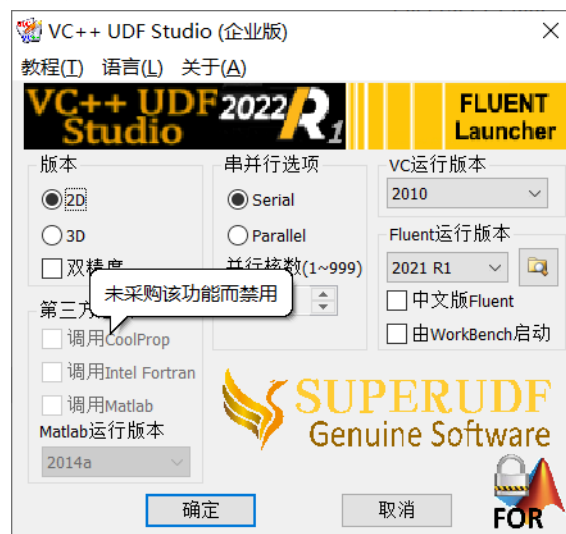 VC++ UDF Studio (企业版)
教程(T) 语言(L) 关于(A)
VC++ UDF Studio 2022 R1
FLUENT Launcher
版本
2D
3D
串并行选项
Serial
Parallel
并行核数(1~999)
VC运行版本
2010
Fluent运行版本
2021 R1
中文版Fluent
由WorkBench启动
未采购该功能而禁用
调用CoolProp
调用Intel Fortran
调用Matlab
Matlab运行版本
2014a
SUPERUDF
Genuine Software
确定
取消
FOR